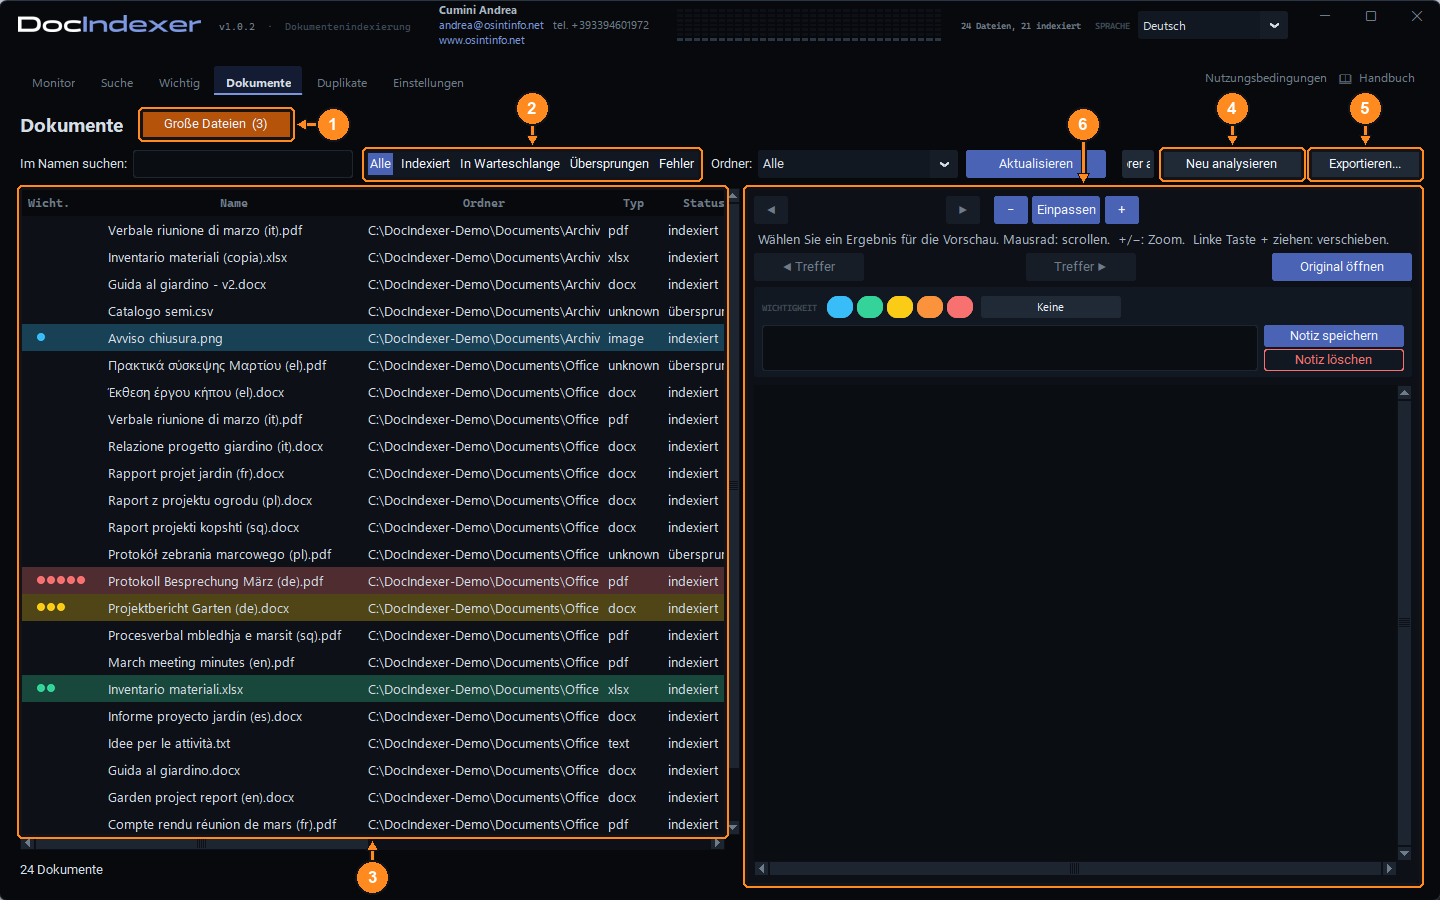 DocIndexer v1.0.2 · Dokumentenindexierung
Cumini Andrea
andrea@osintinfo.net tel. +393394601972
www.osintinfo.net
24 Dateien, 21 indexiert SPRACHE Deutsch
Monitor Suche Wichtig Dokumente Duplikate Einstellungen
Nutzungsbedingungen Handbuch
Dokumente Große Dateien (3) 1 2 6 4 5
Im Namen suchen: Alle Indexiert In Warteschlange Übersprungen Fehler Ordner: Alle Aktualisieren Neu analysieren Exportieren...
Wicht. Name Ordner Typ Status
Verbale riunione di marzo (it).pdf C:\DocIndexer-Demo\Documents\Archiv pdf indexiert
Inventario materiali (copia).xlsx C:\DocIndexer-Demo\Documents\Archiv xlsx indexiert
Guida al giardino - v2.docx C:\DocIndexer-Demo\Documents\Archiv docx indexiert
Catalogo semi.csv C:\DocIndexer-Demo\Documents\Archiv unknown übersprur
Avviso chiusura.png C:\DocIndexer-Demo\Documents\Archiv image indexiert
Πρακτικά σύσκεψης Μαρτίου (el).pdf C:\DocIndexer-Demo\Documents\Office unknown übersprur
Έκθεση έργου κήπου (el).docx C:\DocIndexer-Demo\Documents\Office docx indexiert
Verbale riunione di marzo (it).pdf C:\DocIndexer-Demo\Documents\Office pdf indexiert
Relazione progetto giardino (it).docx C:\DocIndexer-Demo\Documents\Office docx indexiert
Rapport projet jardin (fr).docx C:\DocIndexer-Demo\Documents\Office docx indexiert
Raport z projektu ogrodu (pl).docx C:\DocIndexer-Demo\Documents\Office docx indexiert
Raport projekti kopshti (sq).docx C:\DocIndexer-Demo\Documents\Office docx indexiert
Protokół zebrania marcowego (pl).pdf C:\DocIndexer-Demo\Documents\Office unknown übersprur
Protokoll Besprechung März (de).pdf C:\DocIndexer-Demo\Documents\Office pdf indexiert
Projektbericht Garten (de).docx C:\DocIndexer-Demo\Documents\Office docx indexiert
Procesverbal mbledhja e marsit (sq).pdf C:\DocIndexer-Demo\Documents\Office pdf indexiert
March meeting minutes (en).pdf C:\DocIndexer-Demo\Documents\Office pdf indexiert
Inventario materiali.xlsx C:\DocIndexer-Demo\Documents\Office xlsx indexiert
Informe proyecto jardín (es).docx C:\DocIndexer-Demo\Documents\Office docx indexiert
Idee per le attività.txt C:\DocIndexer-Demo\Documents\Office text indexiert
Guida al giardino.docx C:\DocIndexer-Demo\Documents\Office docx indexiert
Garden project report (en).docx C:\DocIndexer-Demo\Documents\Office docx indexiert
Compte rendu réunion de mars (fr).pdf C:\DocIndexer-Demo\Documents\Office pdf indexiert
24 Dokumente
3
◄ ► − Einpassen +
Wählen Sie ein Ergebnis für die Vorschau. Mausrad: scrollen. +/−: Zoom. Linke Taste + ziehen: verschieben.
◄ Treffer Treffer ► Original öffnen
WICHTIGKEIT Keine
Notiz speichern
Notiz löschen